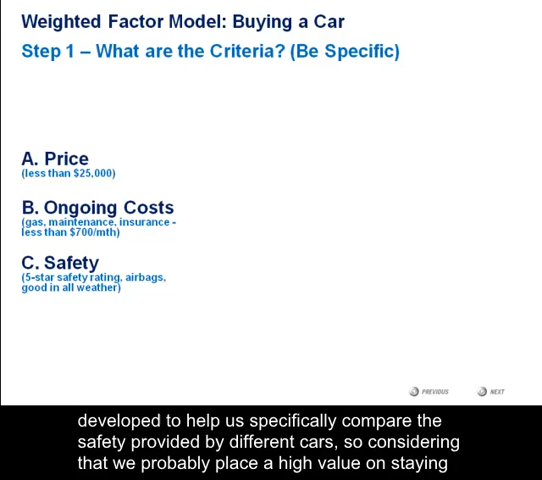 Weighted Factor Model: Buying a Car
Step 1 – What are the Criteria? (Be Specific)
A. Price
(less than $25,000)
B. Ongoing Costs
(gas, maintenance, insurance -
less than $700/mth)
C. Safety
(5-star safety rating, airbags,
good in all weather)
PREVIOUS
NEXT
developed to help us specifically compare the
safety provided by different cars, so considering
that we probably place a high value on staying